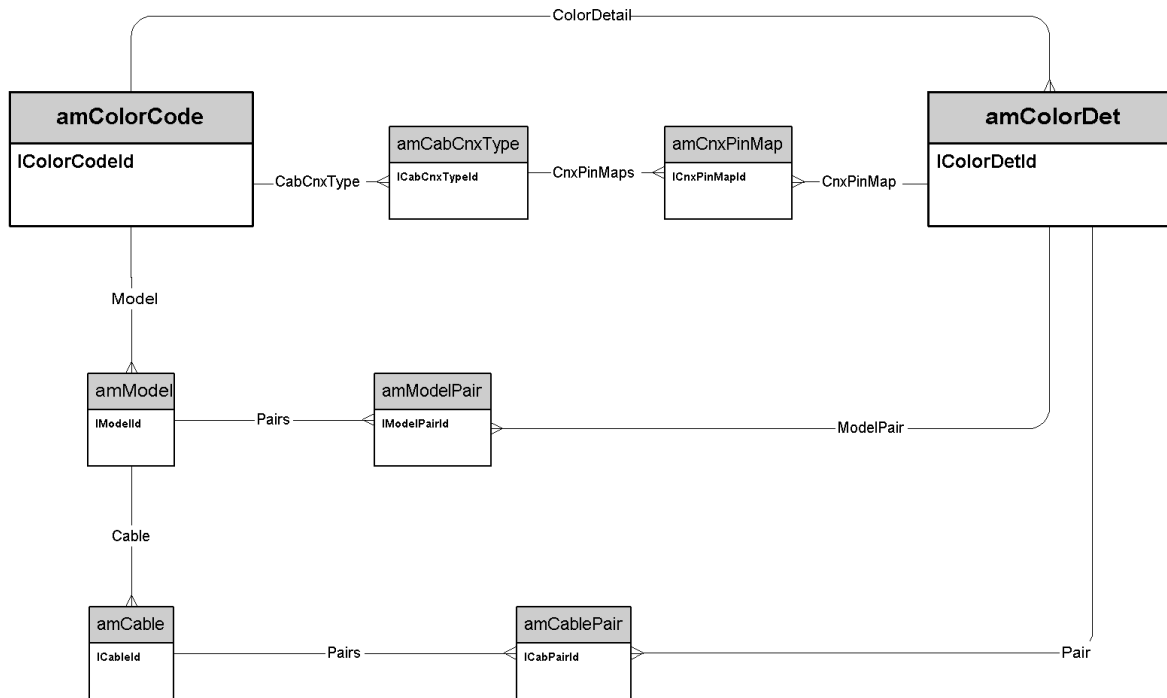 ColorDetail
amColorCode
lColorCodeId
amCabCnxType
lCabCnxTypeId
amCnxPinMap
lCnxPinMapId
amColorDet
lColorDetId
CabCnxType
CnxPinMaps
CnxPinMap
Model
amModel
lModelId
Pairs
amModelPair
lModelPairId
ModelPair
Cable
amCable
lCableId
Pairs
amCablePair
lCabPairId
Pair